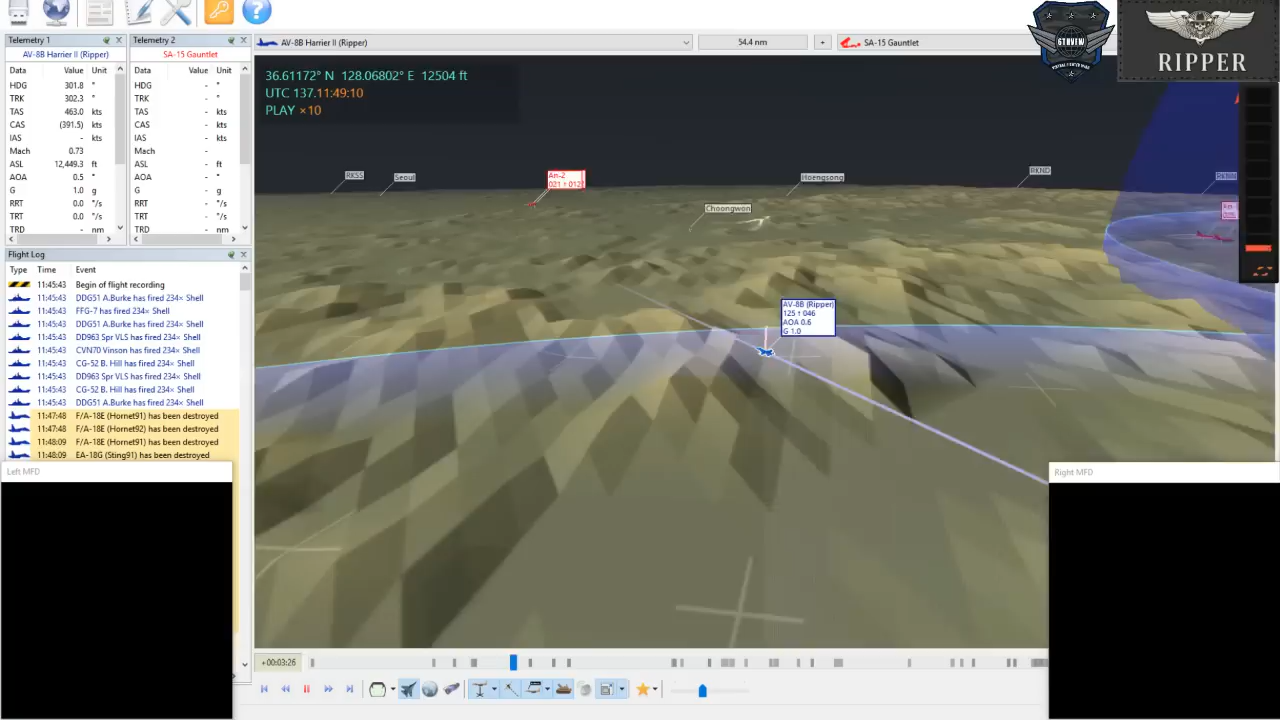 AV-8B Harrier II (Ripper)
54.4 nm
+
SA-15 Gauntlet
RIPPER
Telemetry 1
AV-8B Harrier II (Ripper)
Data Value Unit
HDG 301.8 °
TRK 302.3 °
TAS 463.0 kts
CAS (391.5) kts
IAS - kts
Mach 0.73
ASL 12,449.3 ft
AOA 0.5 °
G 1.0 g
RRT 0.0 °/s
TRT 0.0 °/s
TRD - nm
Telemetry 2
SA-15 Gauntlet
Data Value Unit
HDG - °
TRK - °
TAS - kts
CAS - kts
IAS - kts
Mach -
ASL - ft
AOA - °
G - g
RRT - °/s
TRT - °/s
TRD - nm
36.61172° N 128.06802° E 12504 ft
UTC 137.11:49:10
PLAY ×10
RKSS
Seoul
An-2
Choongwon
Hoengsong
RKND
AV-8B (Ripper)
125 ↑ 046
AOA 0.6
G 1.0
Flight Log
Type Time Event
Begin of flight recording
11:45:43 DDG51 A.Burke has fired 234× Shell
11:45:43 FFG-7 has fired 234× Shell
11:45:43 DDG51 A.Burke has fired 234× Shell
11:45:43 DD963 Spr VLS has fired 234× Shell
11:45:43 CVN70 Vinson has fired 234× Shell
11:45:43 CG-52 B. Hill has fired 234× Shell
11:45:43 DD963 Spr VLS has fired 234× Shell
11:45:43 CG-52 B. Hill has fired 234× Shell
11:45:43 DDG51 A.Burke has fired 234× Shell
11:47:48 F/A-18E (Hornet91) has been destroyed
11:47:48 F/A-18E (Hornet92) has been destroyed
11:48:09 F/A-18E (Hornet91) has been destroyed
11:48:09 EA-18G (Sting91) has been destroyed
Left MFD
Right MFD
+00:03:26